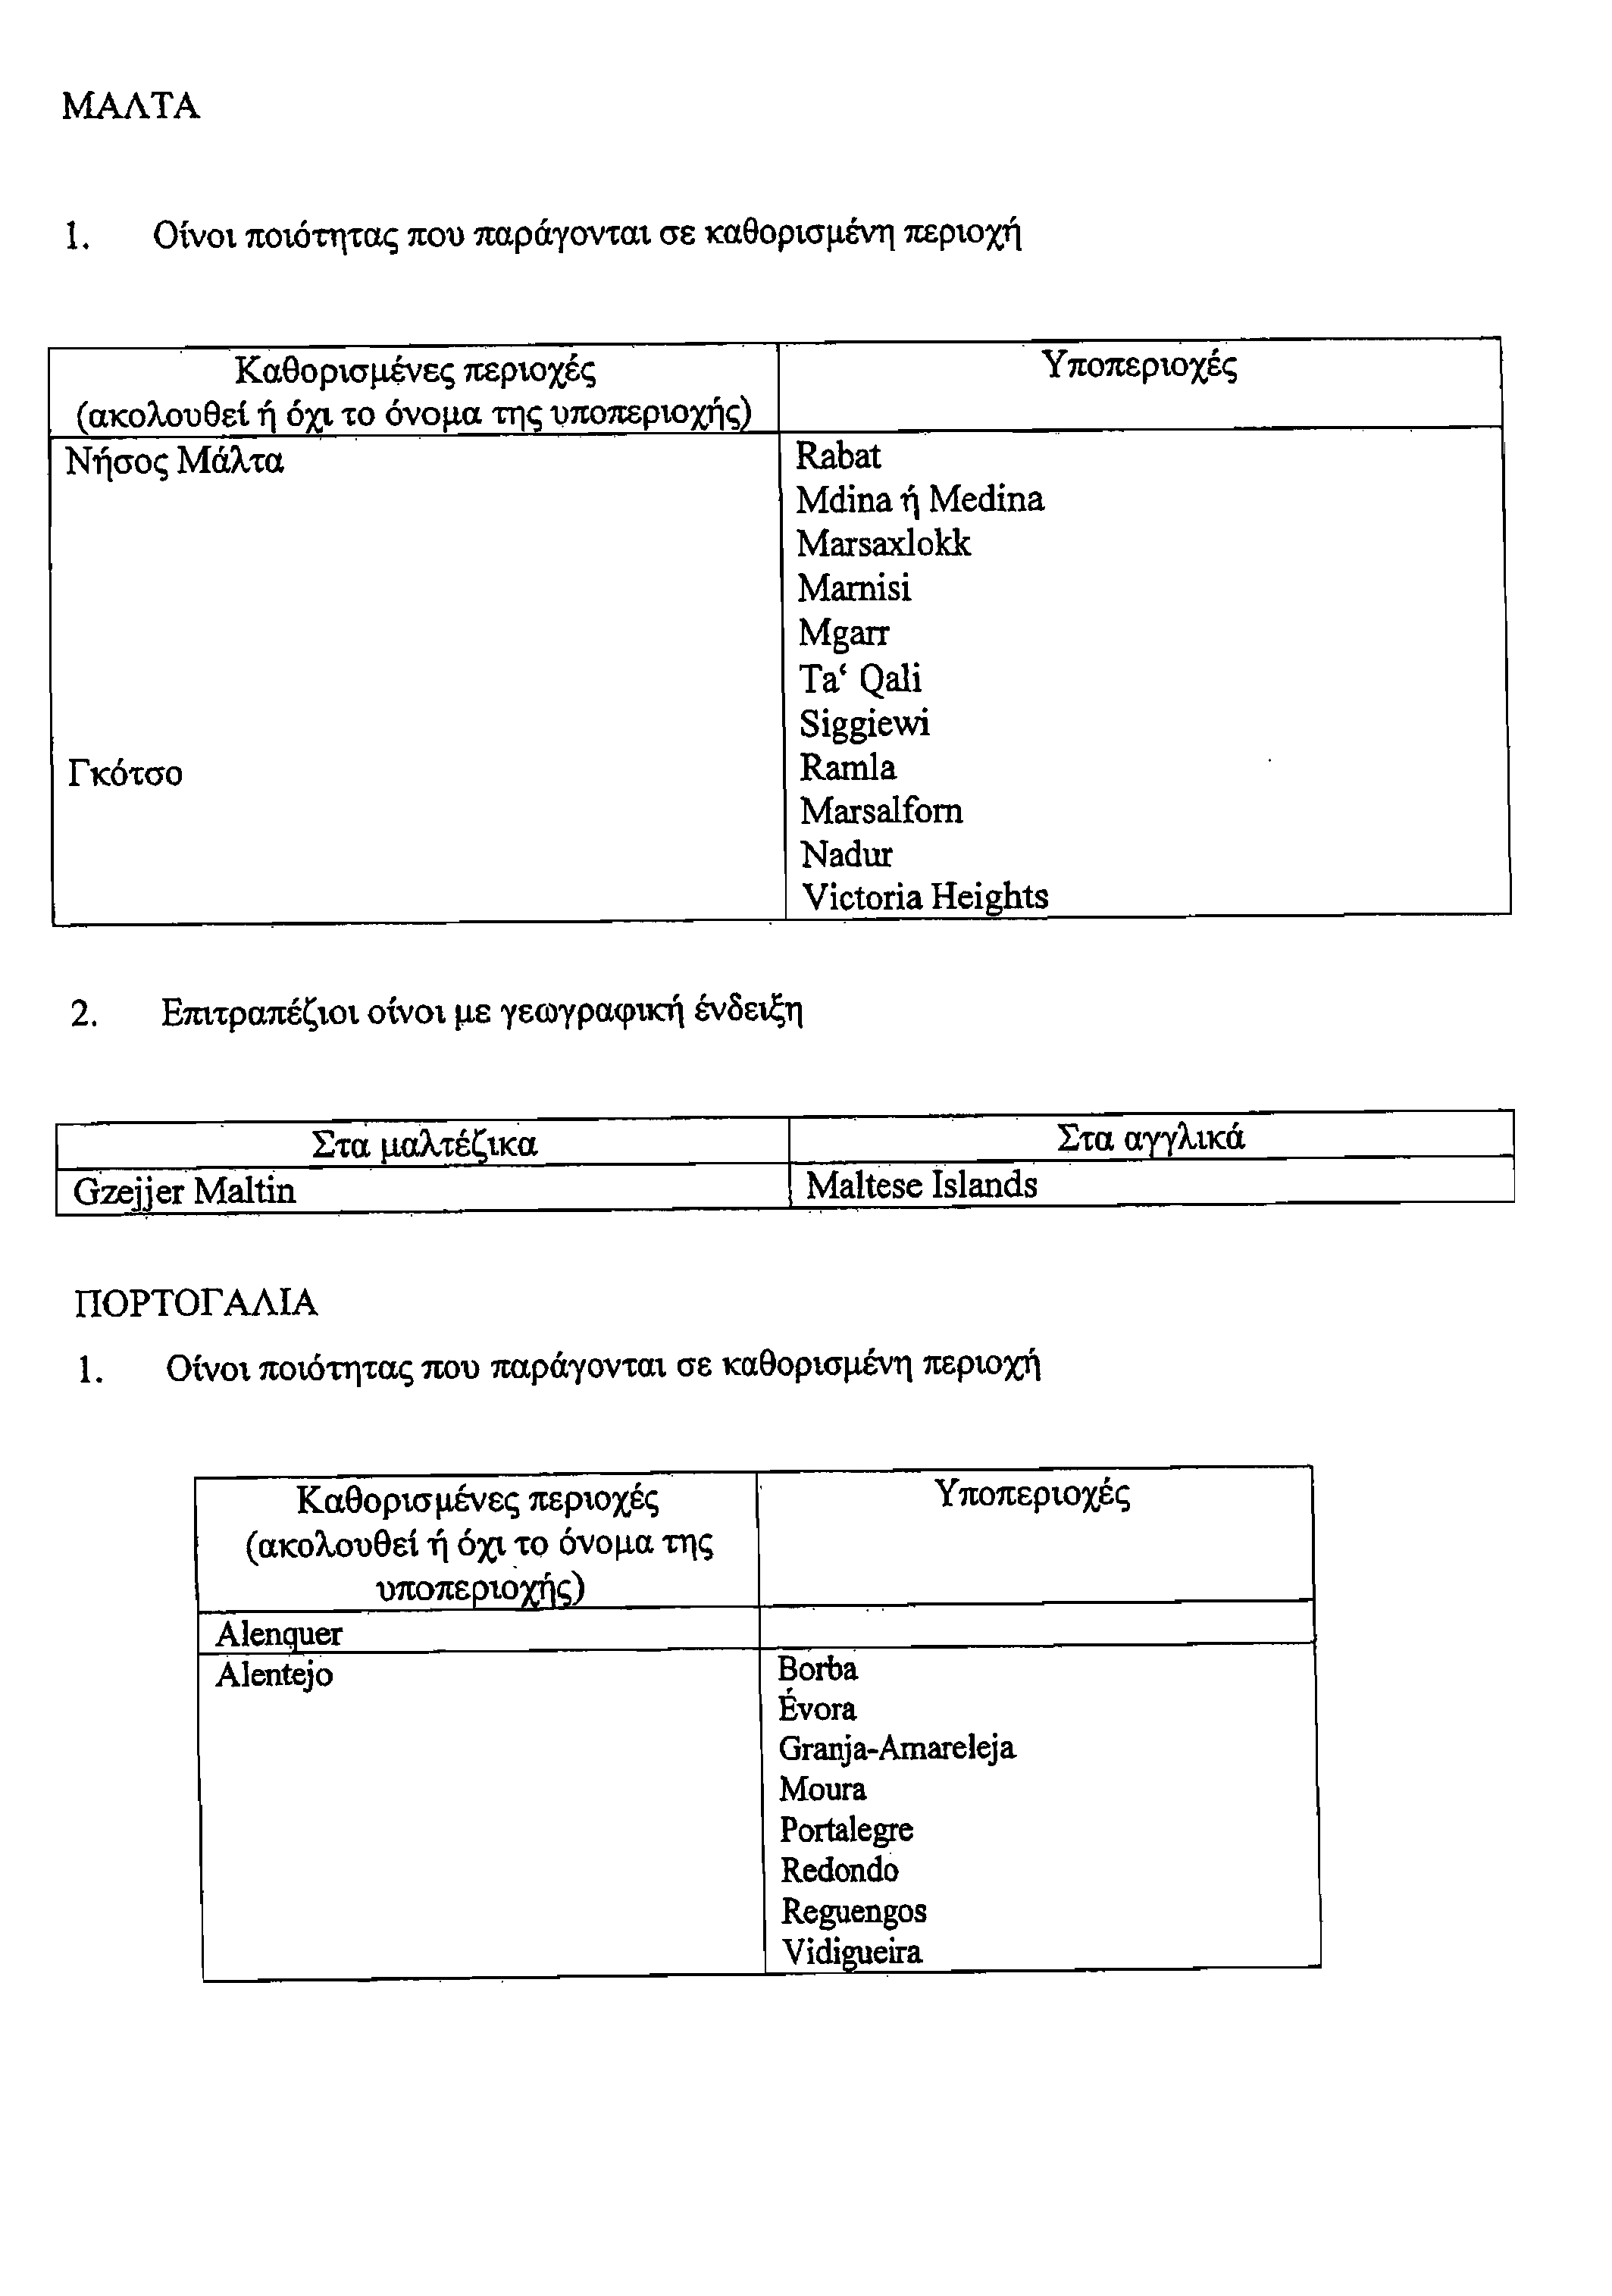 ΜΑΛΤΑ
1. Οίνοι ποιότητας που παράγονται σε καθορισμένη περιοχή
Καθορισμένες περιοχές
(ακολουθεί ή όχι το όνομα της υποπεριοχής)
Υποπεριοχές
Νήσος Μάλτα
Rabat
Mdina ή Medina
Marsaxlokk
Marnisi
Mgarr
Ta‘ Qali
Siggiewi
Γκότσο
Ramla
Marsalforn
Nadur
Victoria Heights
2. Επιτραπέζιοι οίνοι με γεωγραφική ένδειξη
Στα μαλτέζικα
Στα αγγλικά
Gzejjer Maltin
Maltese Islands
ΠΟΡΤΟΓΑΛΙΑ
1. Οίνοι ποιότητας που παράγονται σε καθορισμένη περιοχή
Καθορισμένες περιοχές
(ακολουθεί ή όχι το όνομα της
υποπεριοχής)
Υποπεριοχές
Alenquer
Alentejo
Borba
Évora
Granja-Amareleja
Moura
Portalegre
Redondo
Reguengos
Vidigueira